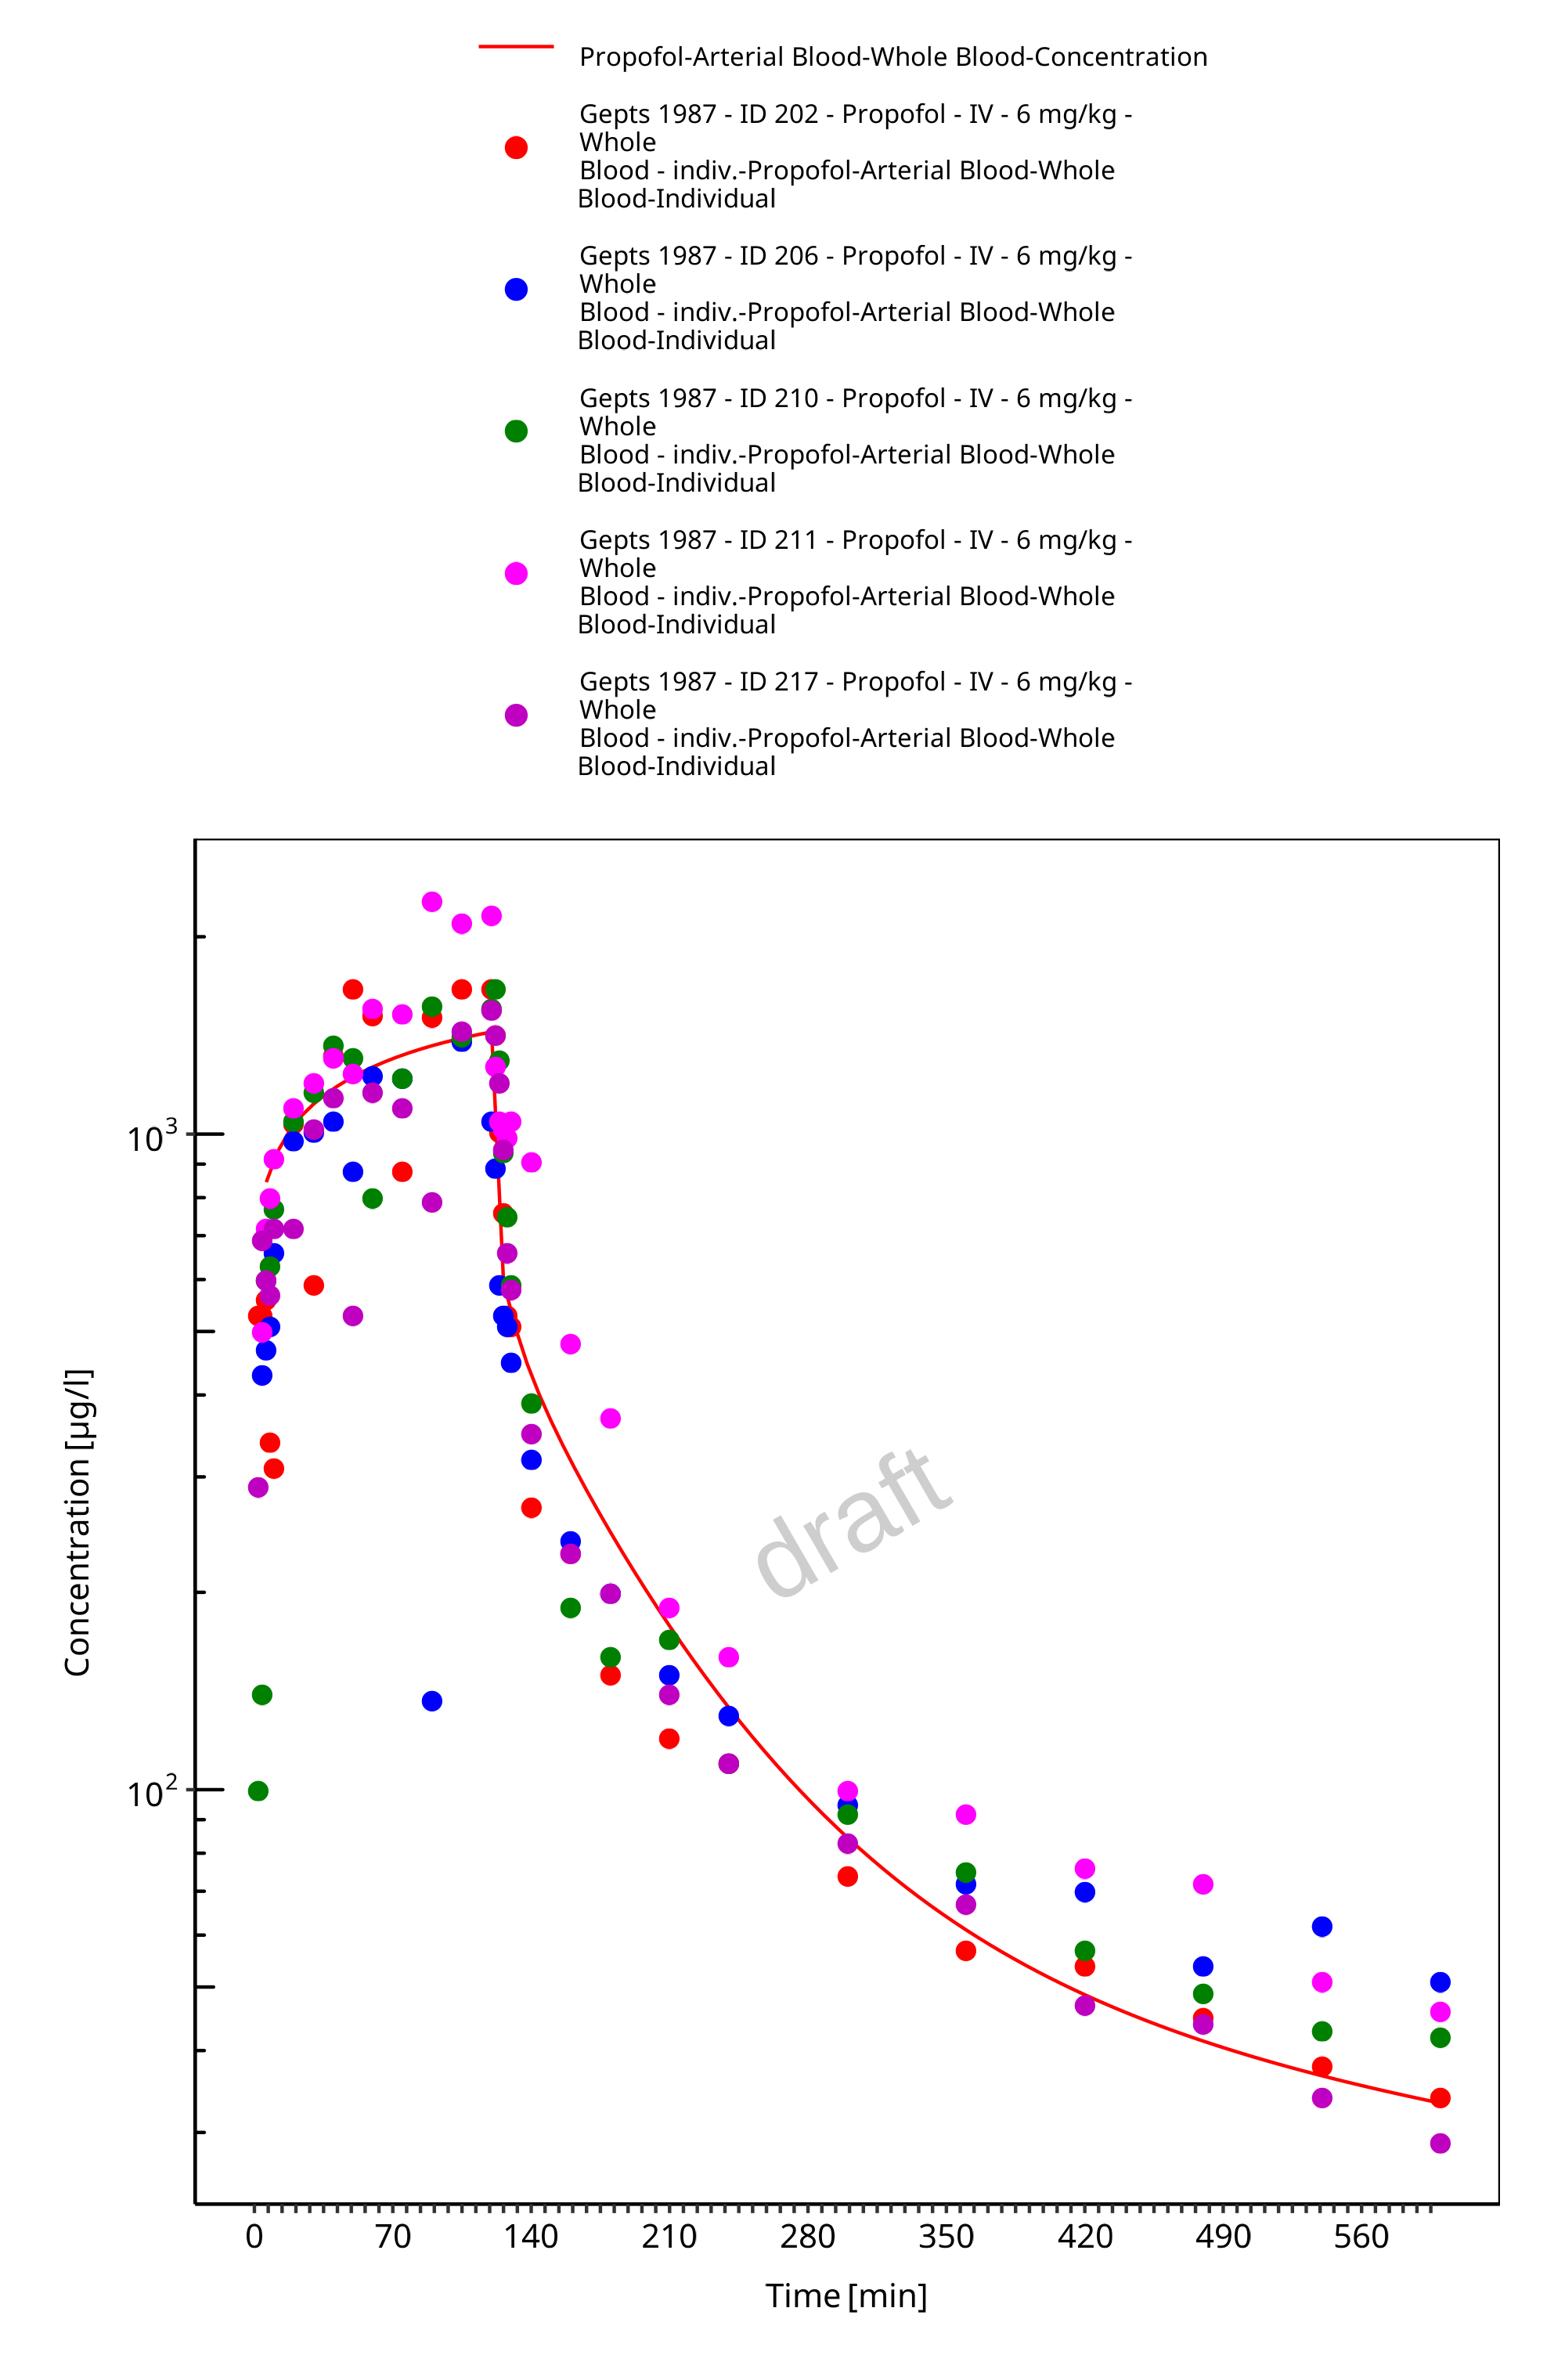 Propofol-Arterial Blood-Whole Blood-Concentration
Gepts 1987 - ID 202 - Propofol - IV - 6 mg/kg -
Whole
Blood - indiv.-Propofol-Arterial Blood-Whole
Blood-Individual
Gepts 1987 - ID 206 - Propofol - IV - 6 mg/kg -
Whole
Blood - indiv.-Propofol-Arterial Blood-Whole
Blood-Individual
Gepts 1987 - ID 210 - Propofol - IV - 6 mg/kg -
Whole
Blood - indiv.-Propofol-Arterial Blood-Whole
Blood-Individual
Gepts 1987 - ID 211 - Propofol - IV - 6 mg/kg -
Whole
Blood - indiv.-Propofol-Arterial Blood-Whole
Blood-Individual
Gepts 1987 - ID 217 - Propofol - IV - 6 mg/kg -
Whole
Blood - indiv.-Propofol-Arterial Blood-Whole
Blood-Individual
10³
10²
Concentration [µg/l]
draft
0 70 140 210 280 350 420 490 560
Time [min]